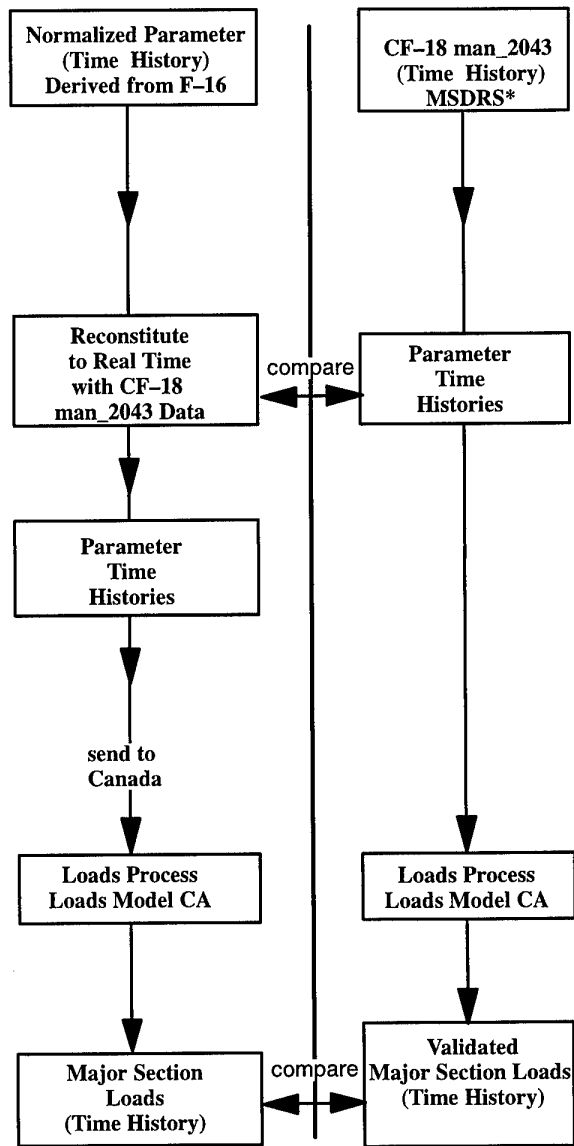 Normalized Parameter
(Time History)
Derived from F–16
CF–18 man_2043
(Time History)
MSDRS*
Reconstitute
to Real Time
with CF–18
man_2043 Data
compare
Parameter
Time
Histories
Parameter
Time
Histories
send to
Canada
Loads Process
Loads Model CA
Loads Process
Loads Model CA
Major Section
Loads
(Time History)
compare
Validated
Major Section Loads
(Time History)